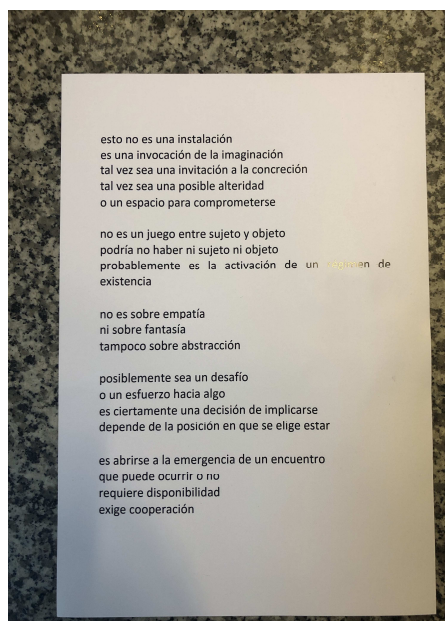 esto no es una instalación
es una invocación de la imaginación
tal vez sea una invitación a la concreción
tal vez sea una posible alteridad
o un espacio para comprometerse
no es un juego entre sujeto y objeto
podría no haber ni sujeto ni objeto
probablemente es la activación de un de
existencia
no es sobre empatía
ni sobre fantasía
tampoco sobre abstracción
posiblemente sea un desafío
o un esfuerzo hacia algo
es ciertamente una decisión de implicarse
depende de la posición en que se elige estar
es abrirse a la emergencia de un encuentro
que puede ocurrir o no
requiere disponibilidad
exige cooperación